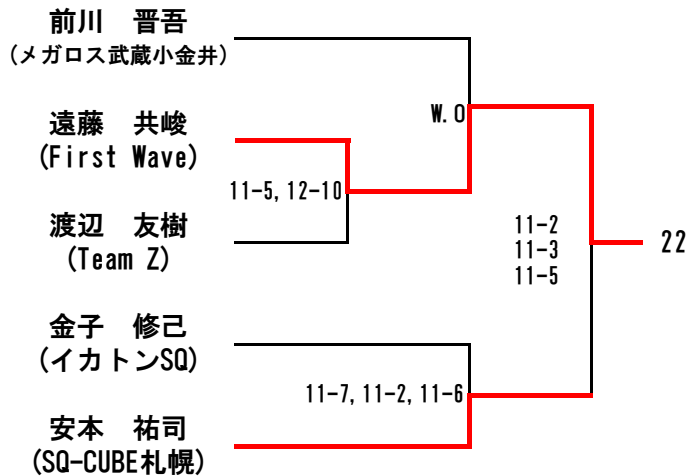 前川　晋吾
(メガロス武蔵小金井)
W.O
遠藤　共峻
(First Wave)
11-5, 12-10
渡辺　友樹
(Team Z)
11-2
11-3
11-5
22
金子　修己
(イカトンSQ)
11-7, 11-2, 11-6
安本　祐司
(SQ-CUBE札幌)